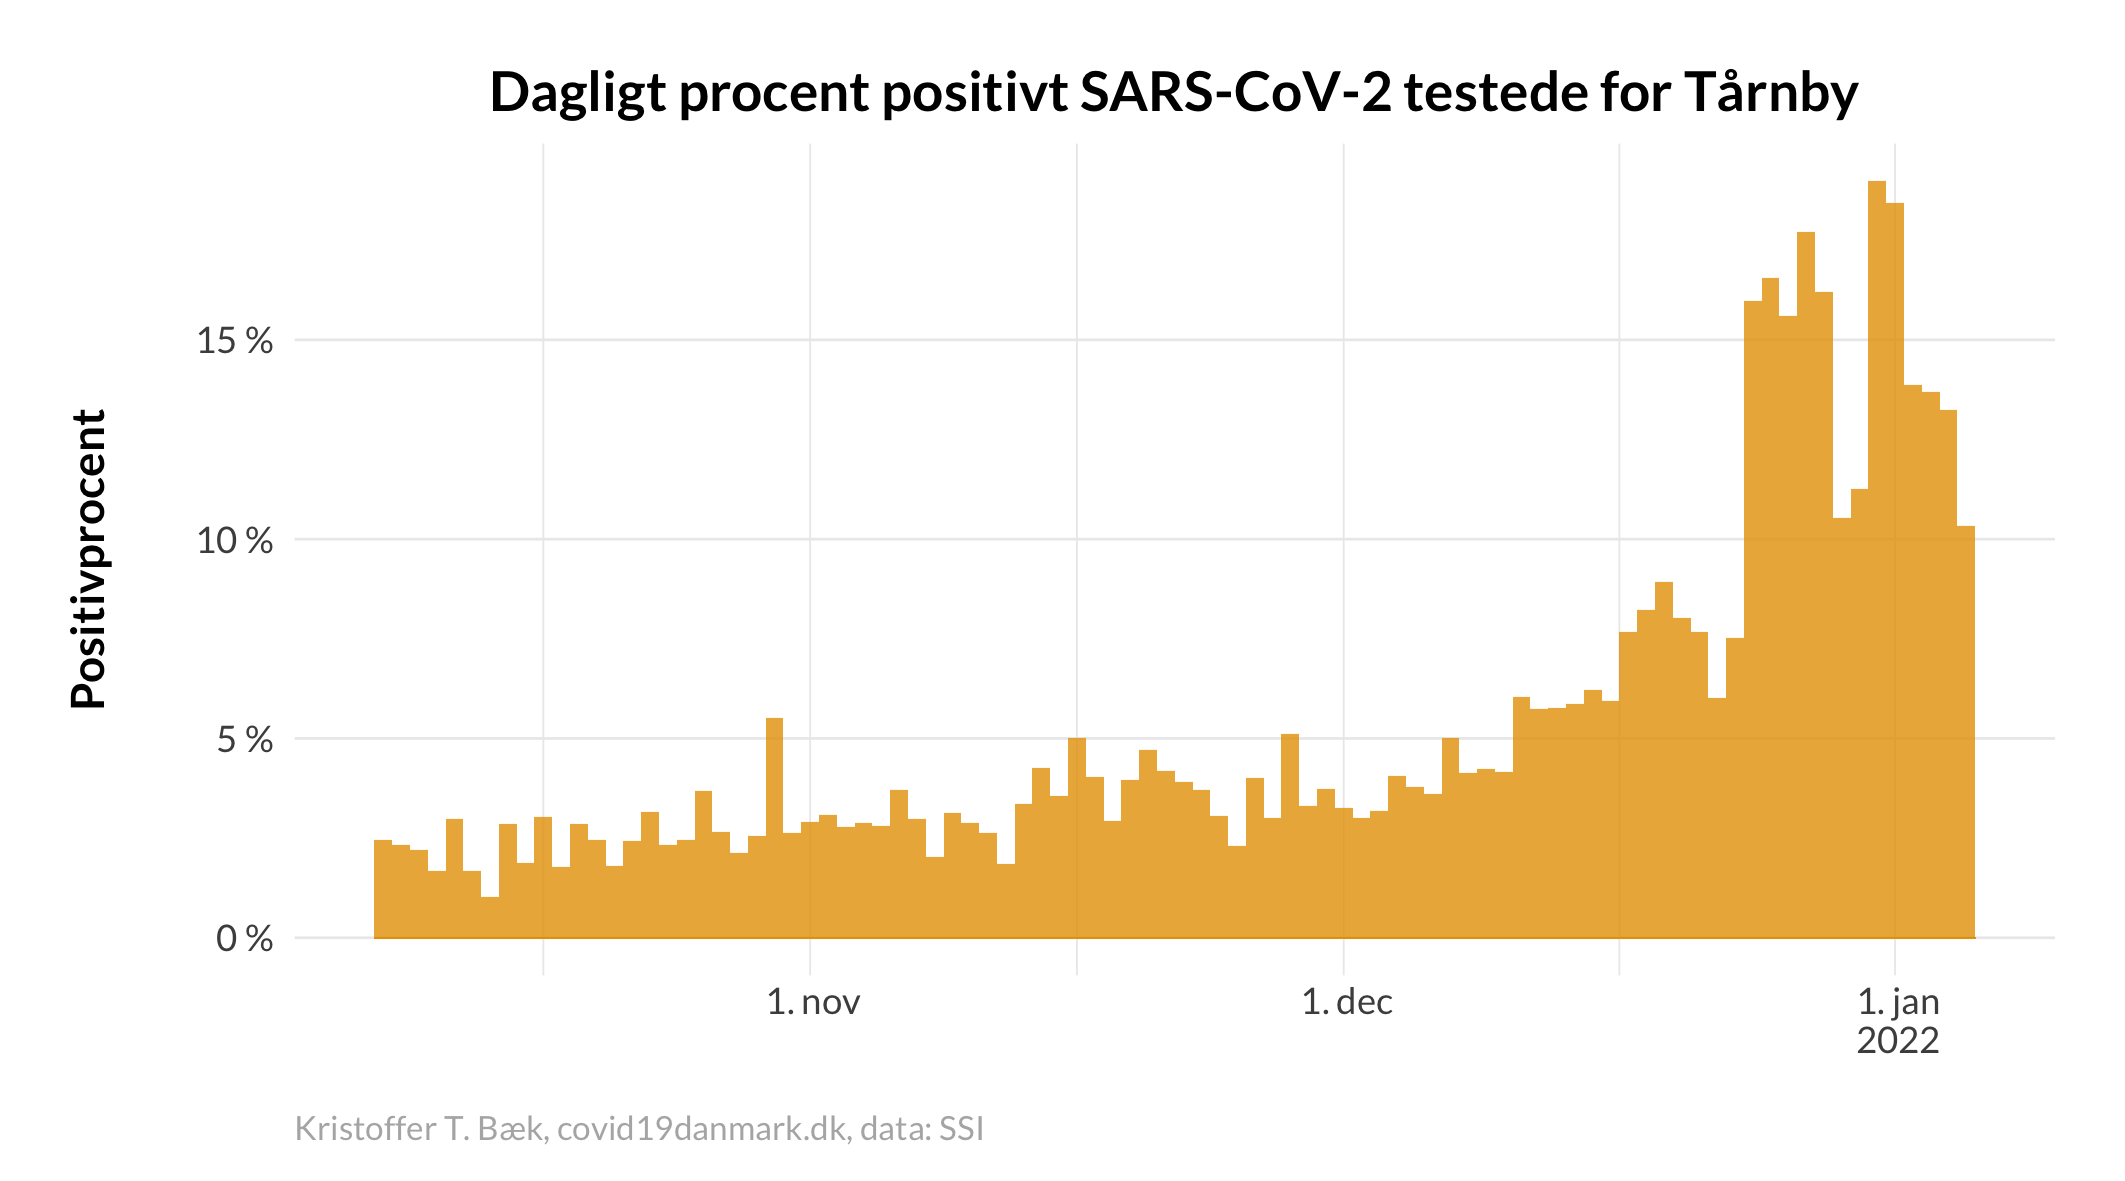 Dagligt procent positivt SARS-CoV-2 testede for Tårnby
Positivprocent
15 %
10 %
5 %
0 %
1. nov
1. dec
1. jan
2022
Kristoffer T. Bæk, covid19danmark.dk, data: SSI